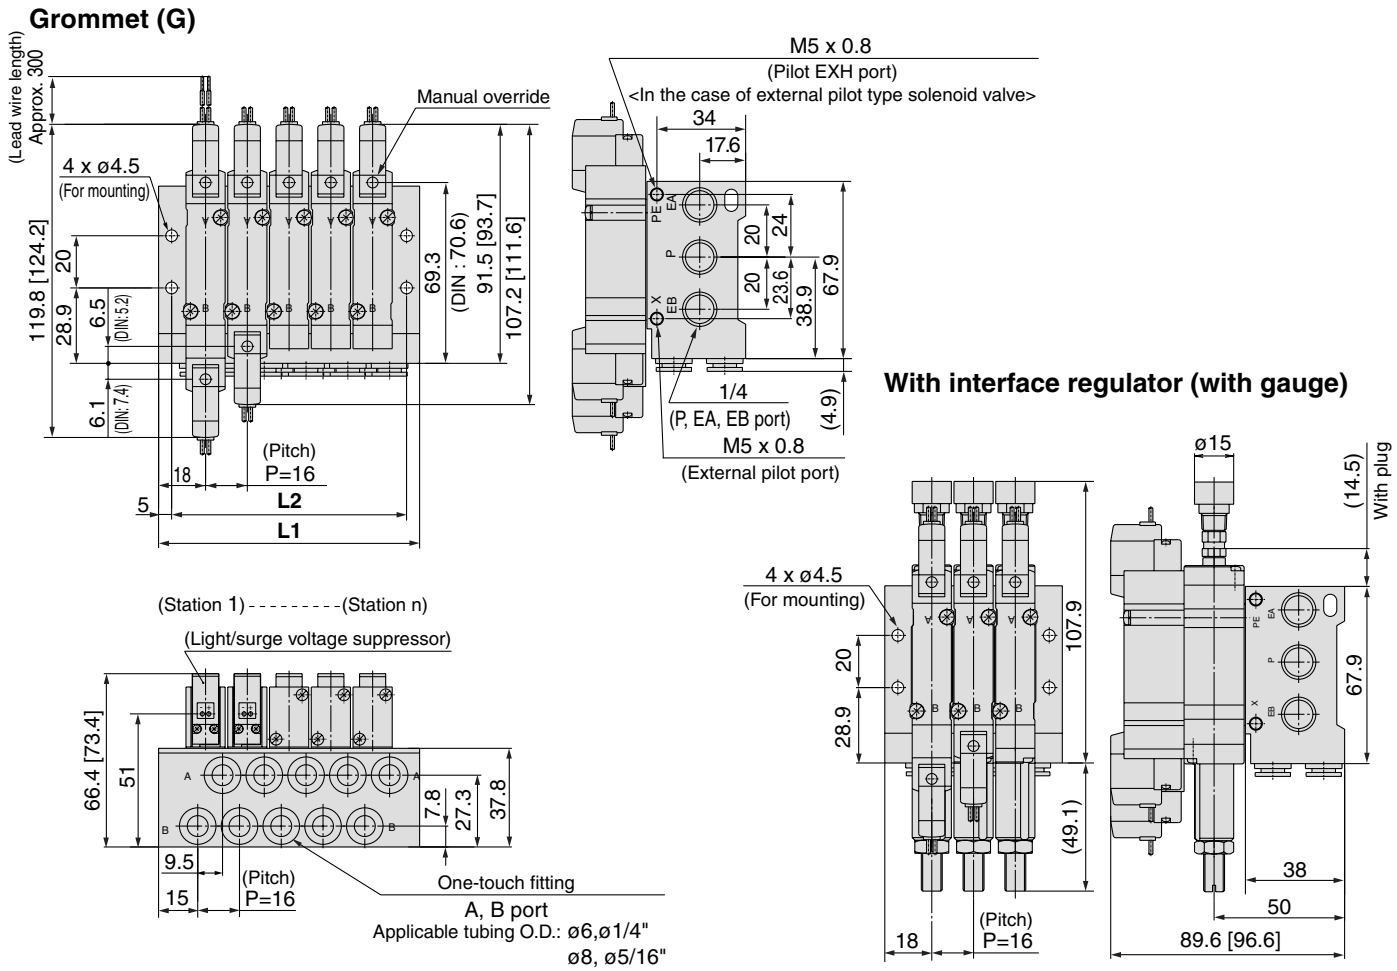 Grommet (G)
(Lead wire length)
Approx. 300
Manual override
4 x ø4.5
(For mounting)
119.8 [124.2]
20
28.9
6.5
(DIN: 5.2)
6.1
(DIN: 7.4)
69.3
(DIN : 70.6)
91.5 [93.7]
107.2 [111.6]
A A A A A
B B B B B
18
(Pitch)
P=16
5
L2
L1
M5 x 0.8
(Pilot EXH port)
<In the case of external pilot type solenoid valve>
34
17.6
PE
EA
P
X
EB
20
24
20
23.6
38.9
67.9
(4.9)
1/4
(P, EA, EB port)
M5 x 0.8
(External pilot port)
(Station 1) - - - - - - - - - (Station n)
(Light/surge voltage suppressor)
66.4 [73.4]
51
A
A
B
B
7.8
27.3
37.8
9.5
15
(Pitch)
P=16
One-touch fitting
A, B port
Applicable tubing O.D.: ø6,ø1/4"
ø8, ø5/16"
With interface regulator (with gauge)
4 x ø4.5
(For mounting)
20
28.9
A A A
B B B
107.9
(49.1)
18
(Pitch)
P=16
ø15
(14.5)
With plug
PE
EA
P
X
EB
67.9
38
50
89.6 [96.6]